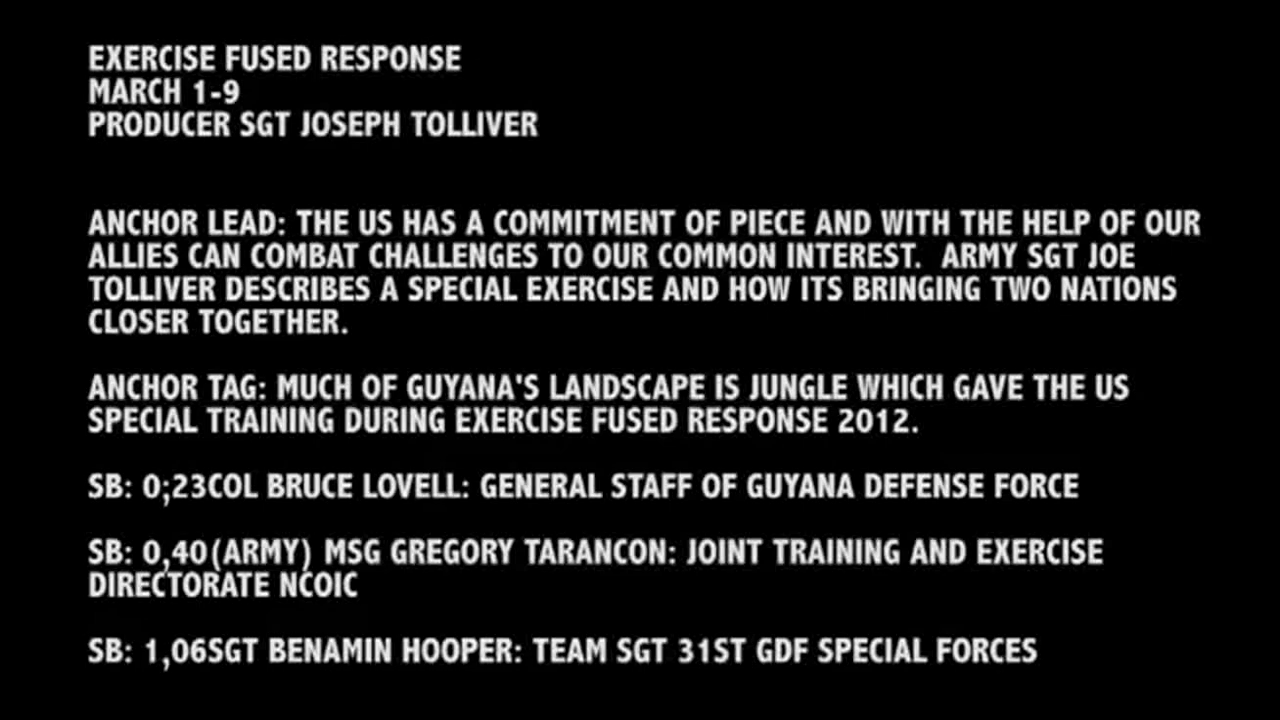 EXERCISE FUSED RESPONSE
MARCH 1-9
PRODUCER SGT JOSEPH TOLLIVER
ANCHOR LEAD: THE US HAS A COMMITMENT OF PIECE AND WITH THE HELP OF OUR
ALLIES CAN COMBAT CHALLENGES TO OUR COMMON INTEREST.  ARMY SGT JOE
TOLLIVER DESCRIBES A SPECIAL EXERCISE AND HOW ITS BRINGING TWO NATIONS
CLOSER TOGETHER.
ANCHOR TAG: MUCH OF GUYANA'S LANDSCAPE IS JUNGLE WHICH GAVE THE US
SPECIAL TRAINING DURING EXERCISE FUSED RESPONSE 2012.
SB: 0;23COL BRUCE LOVELL: GENERAL STAFF OF GUYANA DEFENSE FORCE
SB: 0,40(ARMY) MSG GREGORY TARANCON: JOINT TRAINING AND EXERCISE
DIRECTORATE NCOIC
SB: 1,06SGT BENAMIN HOOPER: TEAM SGT 31ST GDF SPECIAL FORCES